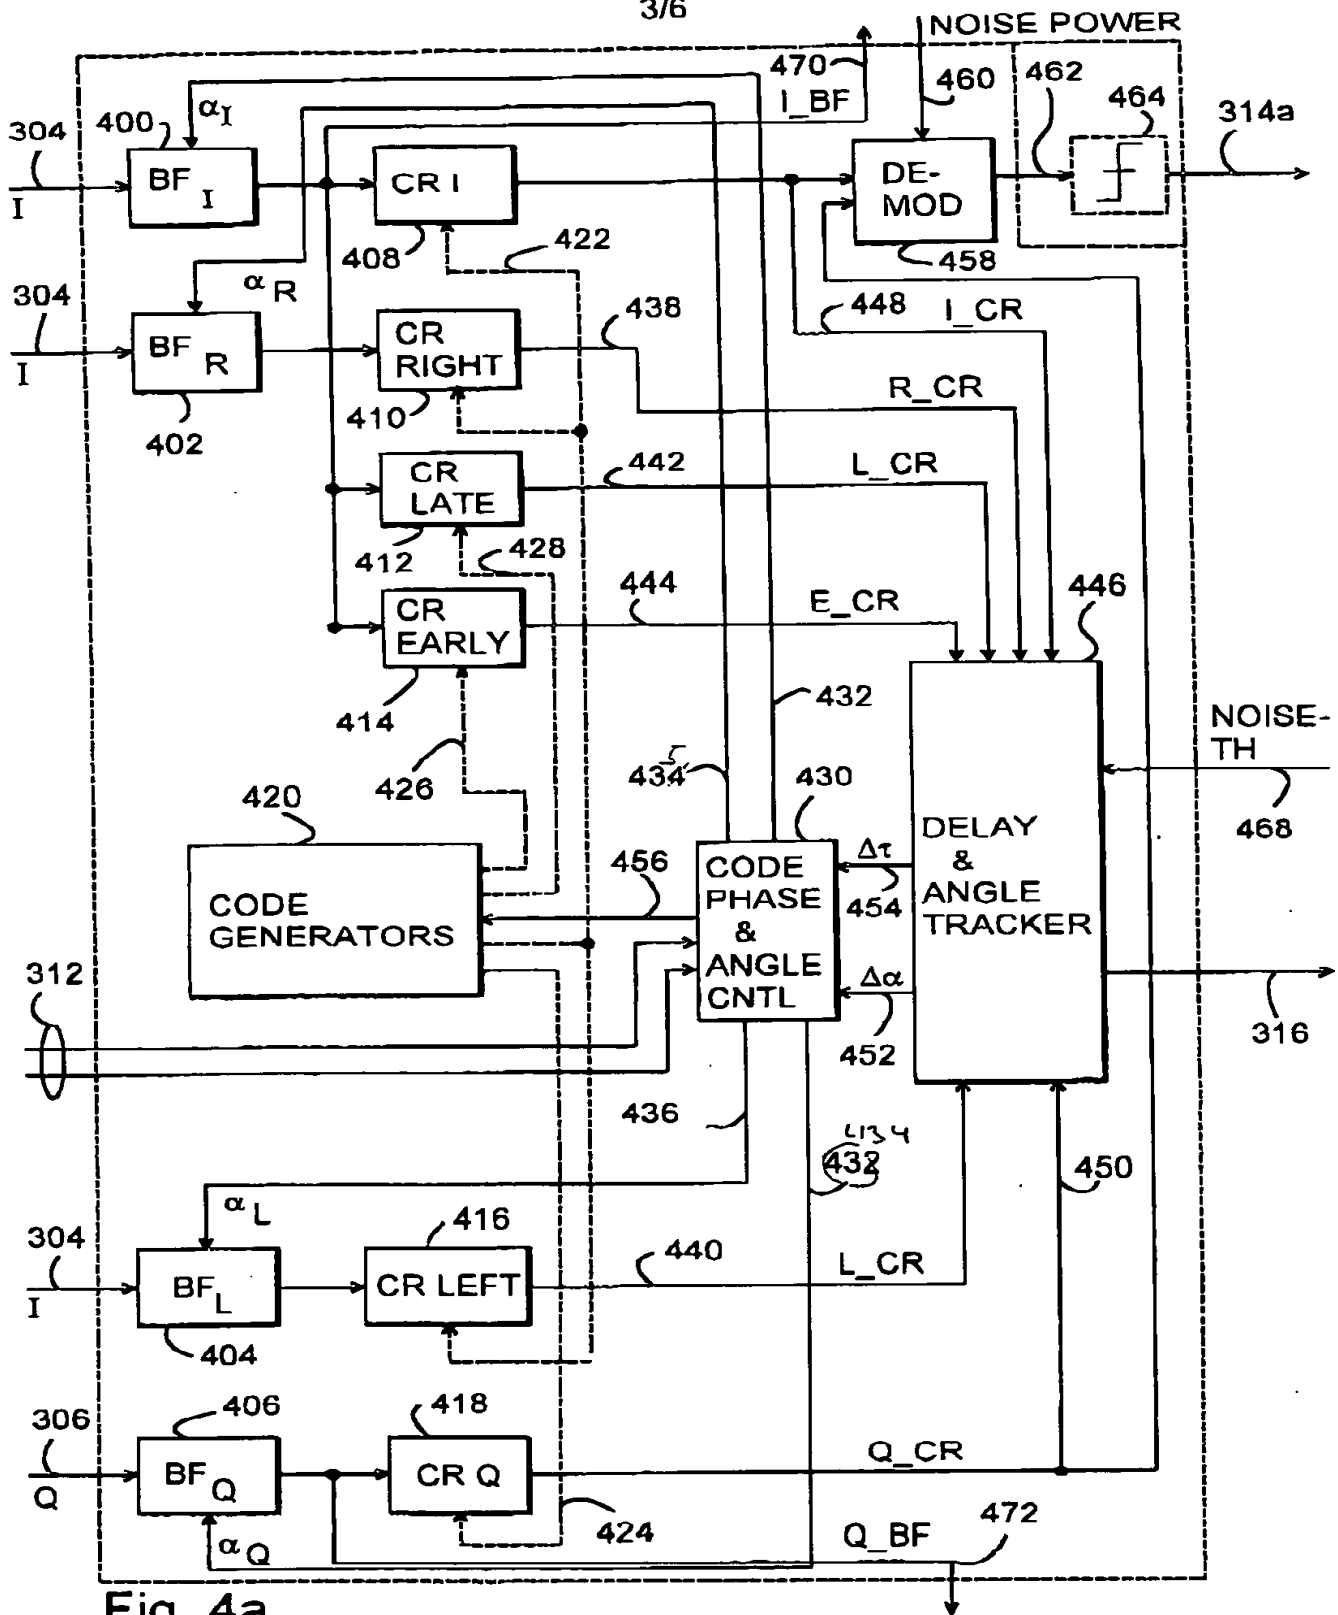 3/6
NOISE POWER
470
460
462
464
314a
I_BF
αI
400
304
I
BF I
CR I
408
422
DE-
MOD
458
αR
304
I
BF R
402
CR
RIGHT
410
438
448
I_CR
R_CR
CR
LATE
412
442
L_CR
428
CR
EARLY
414
444
E_CR
446
426
432
434
5
430
NOISE-
TH
468
420
CODE
GENERATORS
456
CODE
PHASE
&
ANGLE
CNTL
Δτ
454
Δα
452
DELAY
&
ANGLE
TRACKER
312
316
436
434
432
450
αL
304
I
BF L
404
416
CR LEFT
440
L_CR
306
Q
406
BF Q
αQ
418
CR Q
424
Q_CR
Q_BF
472
Fig. 4a